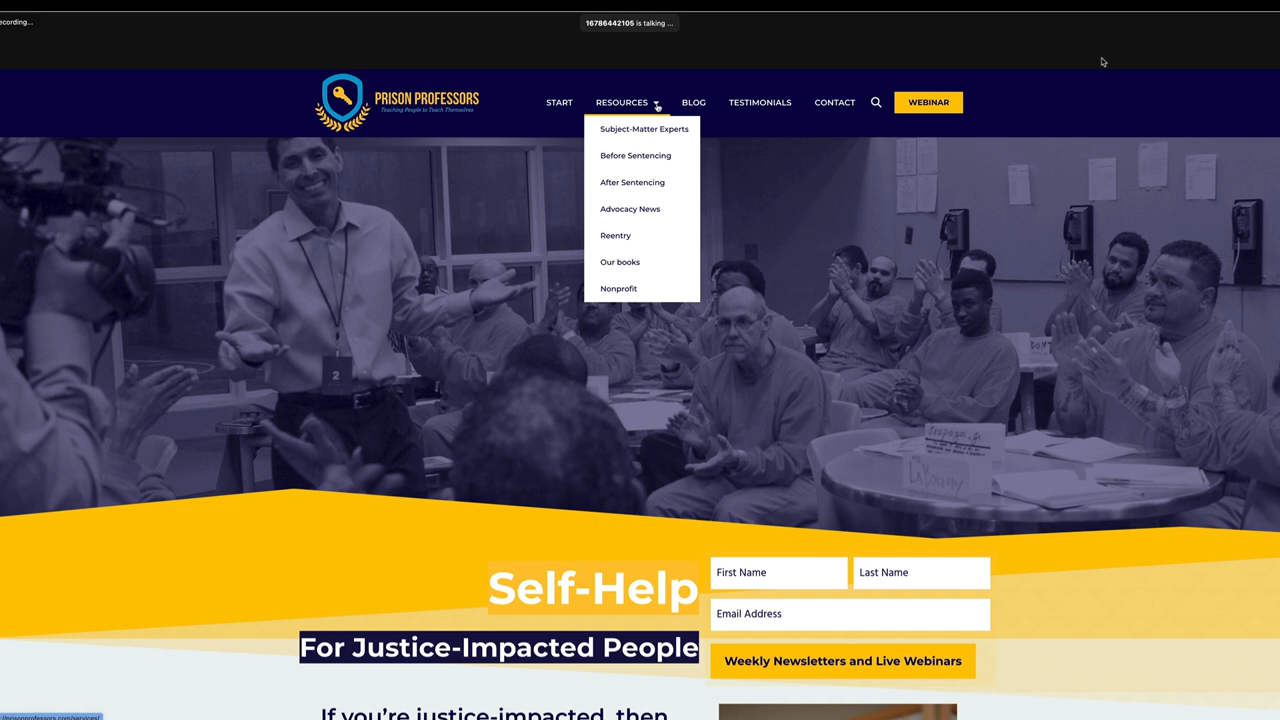 ecording...
16786442105 is talking ...
PRISON PROFESSORS
Teaching People to Teach Themselves
START RESOURCES BLOG TESTIMONIALS CONTACT WEBINAR
Subject-Matter Experts
Before Sentencing
After Sentencing
Advocacy News
Reentry
Our books
Nonprofit
2
Self-Help
For Justice-Impacted People
First Name Last Name
Email Address
Weekly Newsletters and Live Webinars
If you're justice-impacted, then
//prisonprofessors.com/services/